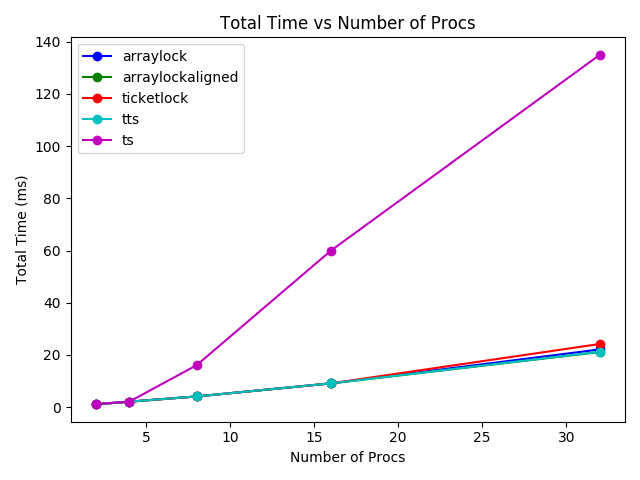 Total Time vs Number of Procs
arraylock
arraylockaligned
ticketlock
tts
ts
140
120
100
80
60
40
20
0
Total Time (ms)
5 10 15 20 25 30
Number of Procs